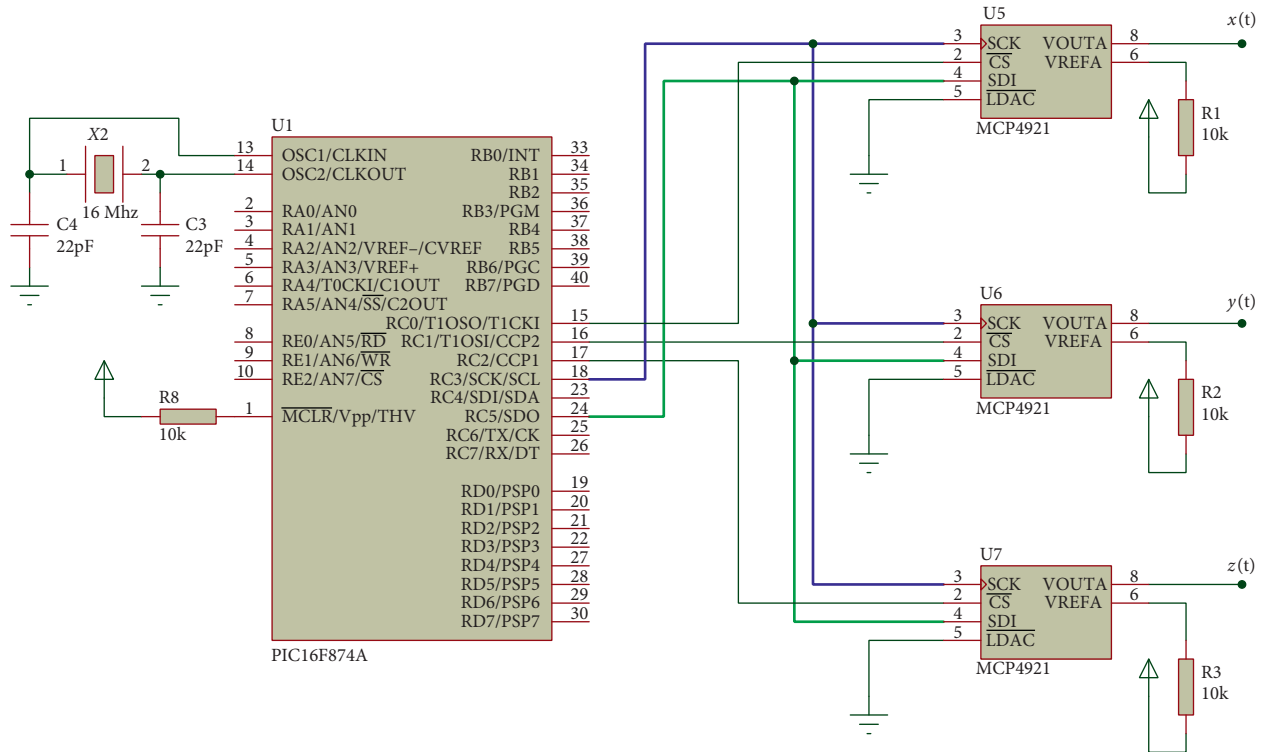 U1
X2
1
2
16 Mhz
C4
22pF
C3
22pF
13 OSC1/CLKIN
14 OSC2/CLKOUT
2 RA0/AN0
3 RA1/AN1
4 RA2/AN2/VREF–/CVREF
5 RA3/AN3/VREF+
6 RA4/T0CKI/C1OUT
7 RA5/AN4/SS/C2OUT
8 RE0/AN5/RD
9 RE1/AN6/WR
10 RE2/AN7/CS
1 MCLR/Vpp/THV
R8
10k
RB0/INT 33
RB1 34
RB2 35
RB3/PGM 36
RB4 37
RB5 38
RB6/PGC 39
RB7/PGD 40
RC0/T1OSO/T1CKI 15
RC1/T1OSI/CCP2 16
RC2/CCP1 17
RC3/SCK/SCL 18
RC4/SDI/SDA 23
RC5/SDO 24
RC6/TX/CK 25
RC7/RX/DT 26
RD0/PSP0 19
RD1/PSP1 20
RD2/PSP2 21
RD3/PSP3 22
RD4/PSP4 27
RD5/PSP5 28
RD6/PSP6 29
RD7/PSP7 30
PIC16F874A
U5
3 SCK VOUTA 8
2 CS VREFA 6
4 SDI
5 LDAC
MCP4921
x(t)
R1
10k
U6
3 SCK VOUTA 8
2 CS VREFA 6
4 SDI
5 LDAC
MCP4921
y(t)
R2
10k
U7
3 SCK VOUTA 8
2 CS VREFA 6
4 SDI
5 LDAC
MCP4921
z(t)
R3
10k